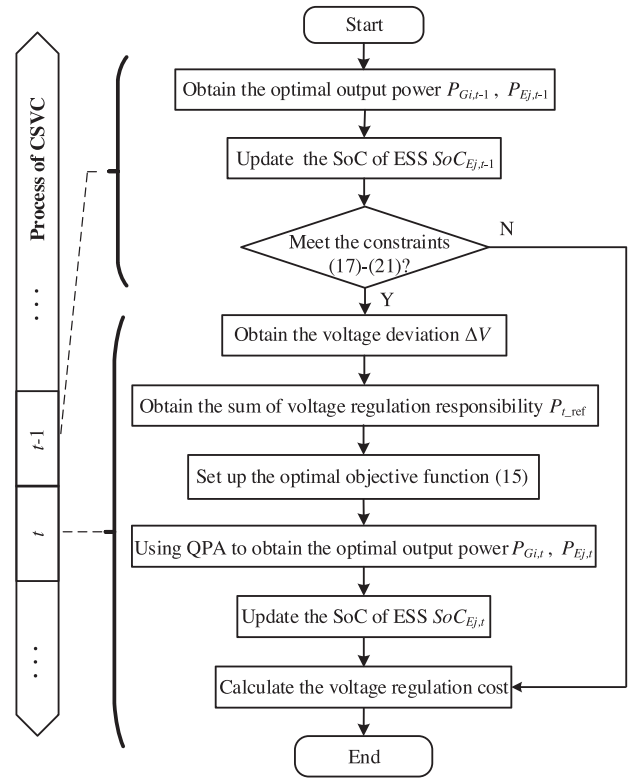 Start
Obtain the optimal output power P_{Gi,t-1} , P_{Ej,t-1}
Update the SoC of ESS SoC_{Ej,t-1}
Meet the constraints
(17)-(21)?
N
Y
Obtain the voltage deviation ΔV
Obtain the sum of voltage regulation responsibility P_{t_ref}
Set up the optimal objective function (15)
Using QPA to obtain the optimal output power P_{Gi,t} , P_{Ej,t}
Update the SoC of ESS SoC_{Ej,t}
Calculate the voltage regulation cost
End
Process of CSVC
....
t-1
t
....